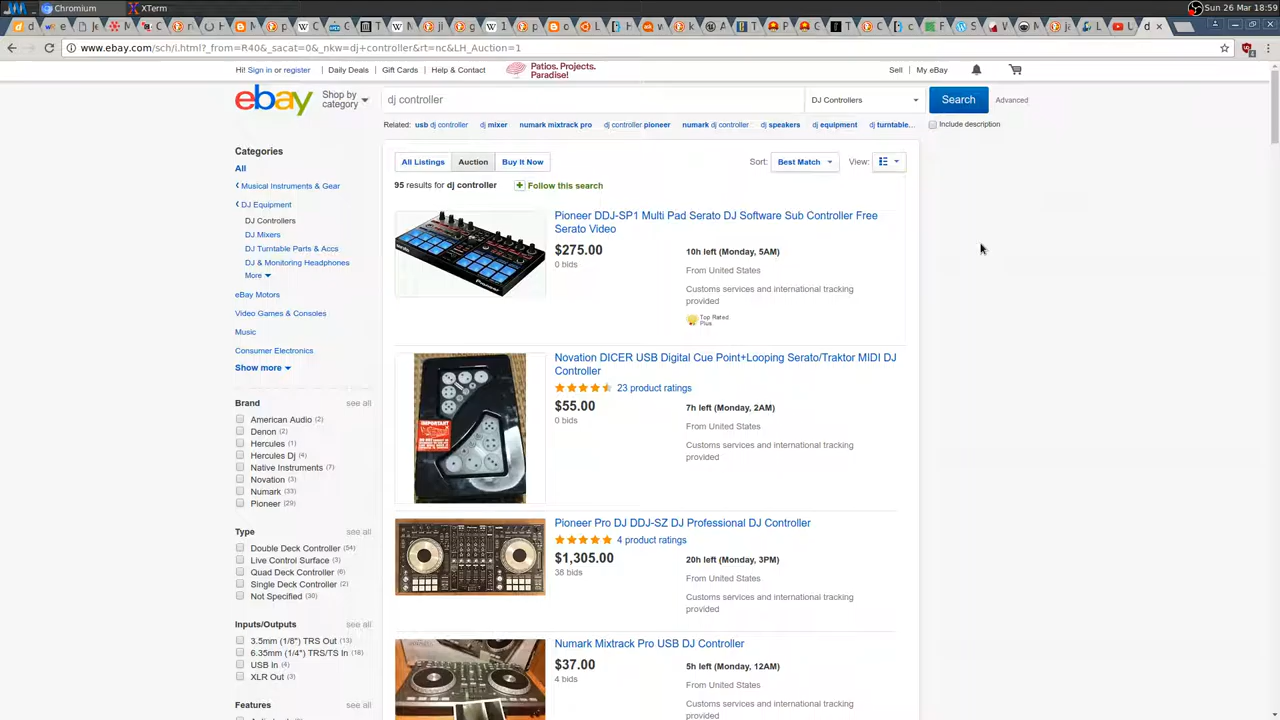 Chromium
XTerm
Sun 26 Mar 18:59
www.ebay.com/sch/i.html?_from=R40&_sacat=0&_nkw=dj+controller&rt=nc&LH_Auction=1
Hi! Sign in or register
Daily Deals
Gift Cards
Help & Contact
Patios. Projects.
Paradise!
Sell
My eBay
ebay
Shop by
category
dj controller
DJ Controllers
Search
Advanced
Related:
usb dj controller
dj mixer
numark mixtrack pro
dj controller pioneer
numark dj controller
dj speakers
dj equipment
dj turntable...
Include description
Categories
All
Musical Instruments & Gear
DJ Equipment
DJ Controllers
DJ Mixers
DJ Turntable Parts & Accs
DJ & Monitoring Headphones
More
eBay Motors
Video Games & Consoles
Music
Consumer Electronics
Show more
Brand
see all
American Audio (2)
Denon (2)
Hercules (1)
Hercules Dj (4)
Native Instruments (7)
Novation (3)
Numark (33)
Pioneer (29)
Type
see all
Double Deck Controller (54)
Live Control Surface (3)
Quad Deck Controller (6)
Single Deck Controller (2)
Not Specified (30)
Inputs/Outputs
see all
3.5mm (1/8") TRS Out (13)
6.35mm (1/4") TRS/TS In (18)
USB In (4)
XLR Out (3)
Features
see all
All Listings
Auction
Buy It Now
Sort:
Best Match
View:
95 results for dj controller
Follow this search
Pioneer DDJ-SP1 Multi Pad Serato DJ Software Sub Controller Free
Serato Video
$275.00
0 bids
10h left (Monday, 5AM)
From United States
Customs services and international tracking
provided
Top Rated
Plus
Novation DICER USB Digital Cue Point+Looping Serato/Traktor MIDI DJ
Controller
23 product ratings
$55.00
0 bids
7h left (Monday, 2AM)
From United States
Customs services and international tracking
provided
Pioneer Pro DJ DDJ-SZ DJ Professional DJ Controller
4 product ratings
$1,305.00
38 bids
20h left (Monday, 3PM)
From United States
Customs services and international tracking
provided
Numark Mixtrack Pro USB DJ Controller
$37.00
4 bids
5h left (Monday, 12AM)
From United States
Customs services and international tracking
provided